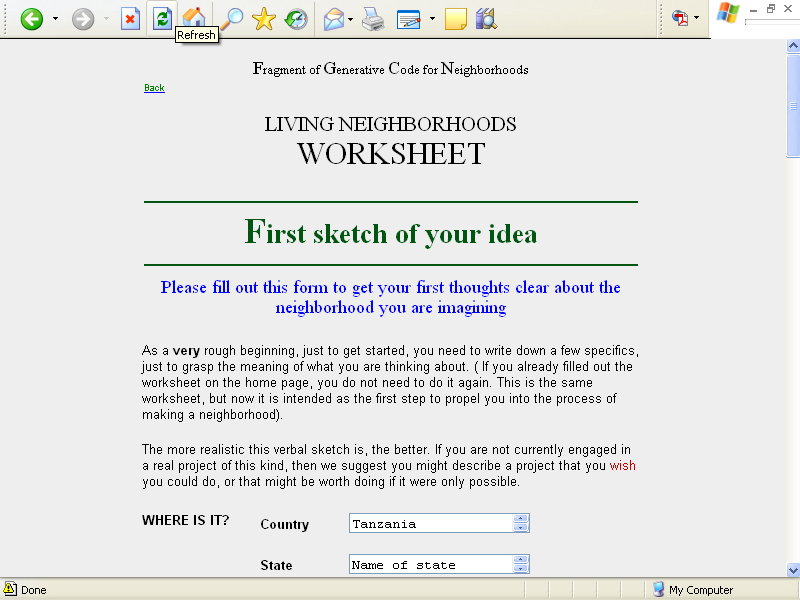 Refresh
Fragment of Generative Code for Neighborhoods
Back
LIVING NEIGHBORHOODS
WORKSHEET
First sketch of your idea
Please fill out this form to get your first thoughts clear about the
neighborhood you are imagining
As a very rough beginning, just to get started, you need to write down a few specifics,
just to grasp the meaning of what you are thinking about. ( If you already filled out the
worksheet on the home page, you do not need to do it again. This is the same
worksheet, but now it is intended as the first step to propel you into the process of
making a neighborhood).
The more realistic this verbal sketch is, the better. If you are not currently engaged in
a real project of this kind, then we suggest you might describe a project that you wish
you could do, or that might be worth doing if it were only possible.
WHERE IS IT? Country Tanzania
State Name of state
Done My Computer